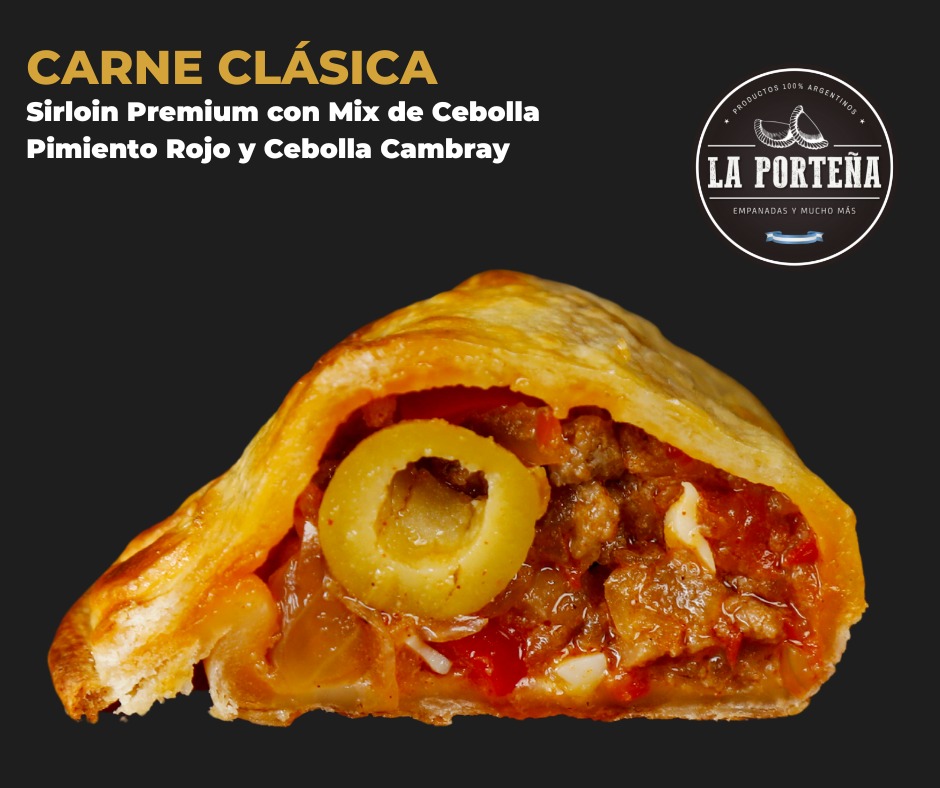 CARNE CLÁSICA
Sirloin Premium con Mix de Cebolla
Pimiento Rojo y Cebolla Cambray
PRODUCTOS 100% ARGENTINOS
LA PORTEÑA
EMPANADAS Y MUCHO MÁS